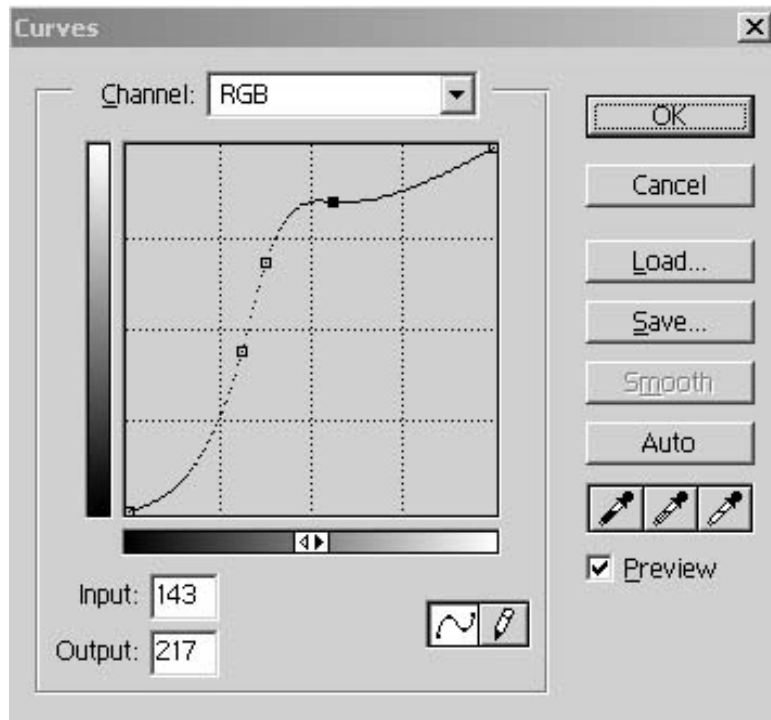 Curves
Channel: RGB
OK
Cancel
Load...
Save...
Smooth
Auto
Preview
Input: 143
Output: 217